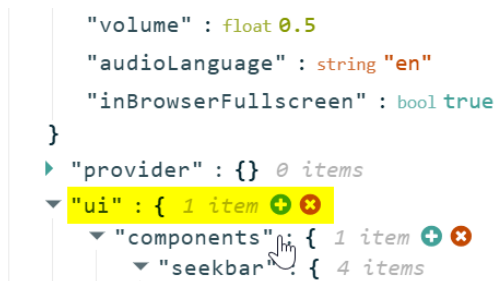 "volume" : float 0.5
"audioLanguage" : string "en"
"inBrowserFullscreen" : bool true
}
"provider" : {} 0 items
"ui" : { 1 item
"components" : { 1 item
"seekbar" : { 4 items